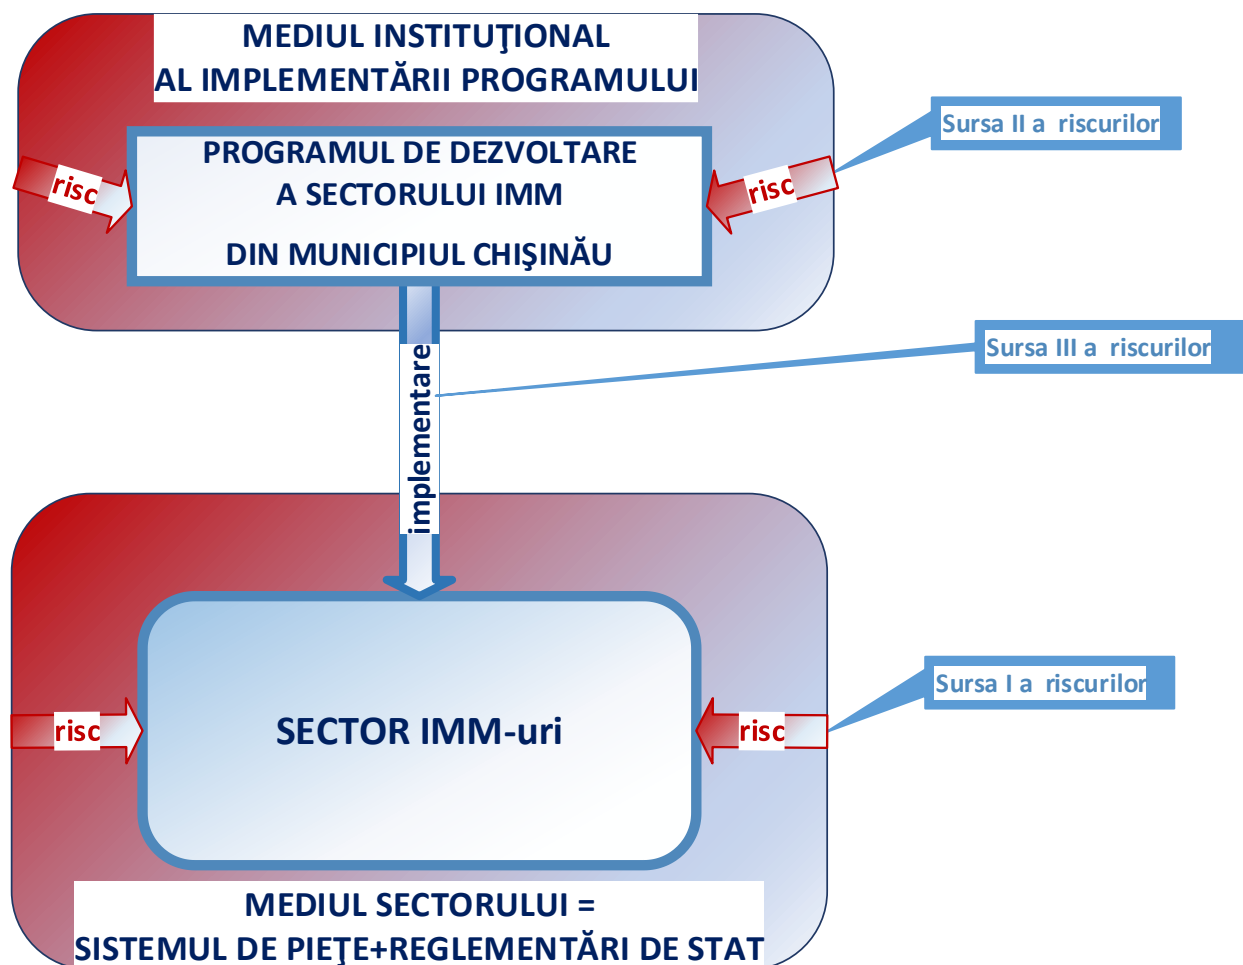 MEDIUL INSTITUŢIONAL
AL IMPLEMENTĂRII PROGRAMULUI
Sursa II a riscurilor
PROGRAMUL DE DEZVOLTARE
A SECTORULUI IMM
DIN MUNICIPIUL CHIŞINĂU
risc
risc
Sursa III a riscurilor
implementare
Sursa I a riscurilor
risc
SECTOR IMM-uri
risc
MEDIUL SECTORULUI =
SISTEMUL DE PIEŢE+REGLEMENTĂRI DE STAT